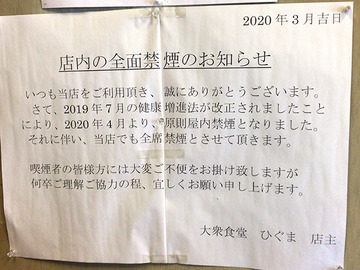 2020年3月吉日
店内の全面禁煙のお知らせ
いつも当店をご利用頂き、誠にありがとうございます。
さて、2019年7月の健康増進法が改正されましたこと
により、2020年4月より、原則屋内禁煙となりました。
それに伴い、当店でも全席禁煙とさせて頂きます。
喫煙者の皆様方には大変ご不便をお掛け致しますが
何卒ご理解ご協力の程、宜しくお願い申し上げます。
大衆食堂 ひぐま 店主